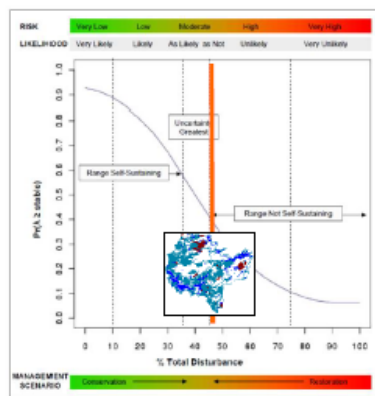 RISK Very Low Low Moderate High Very High
LIKELIHOOD Very Likely Likely As Likely as Not Unlikely Very Unlikely
1.0
0.9
0.8
0.7
0.6
0.5
0.4
0.3
0.2
0.1
0.0
Pr(λ ≥ stable)
Uncertainty
Greatest
Range Self-Sustaining
Range Not Self-Sustaining
0 10 20 30 40 50 60 70 80 90 100
% Total Disturbance
MANAGEMENT
SCENARIO
Conservation Restoration